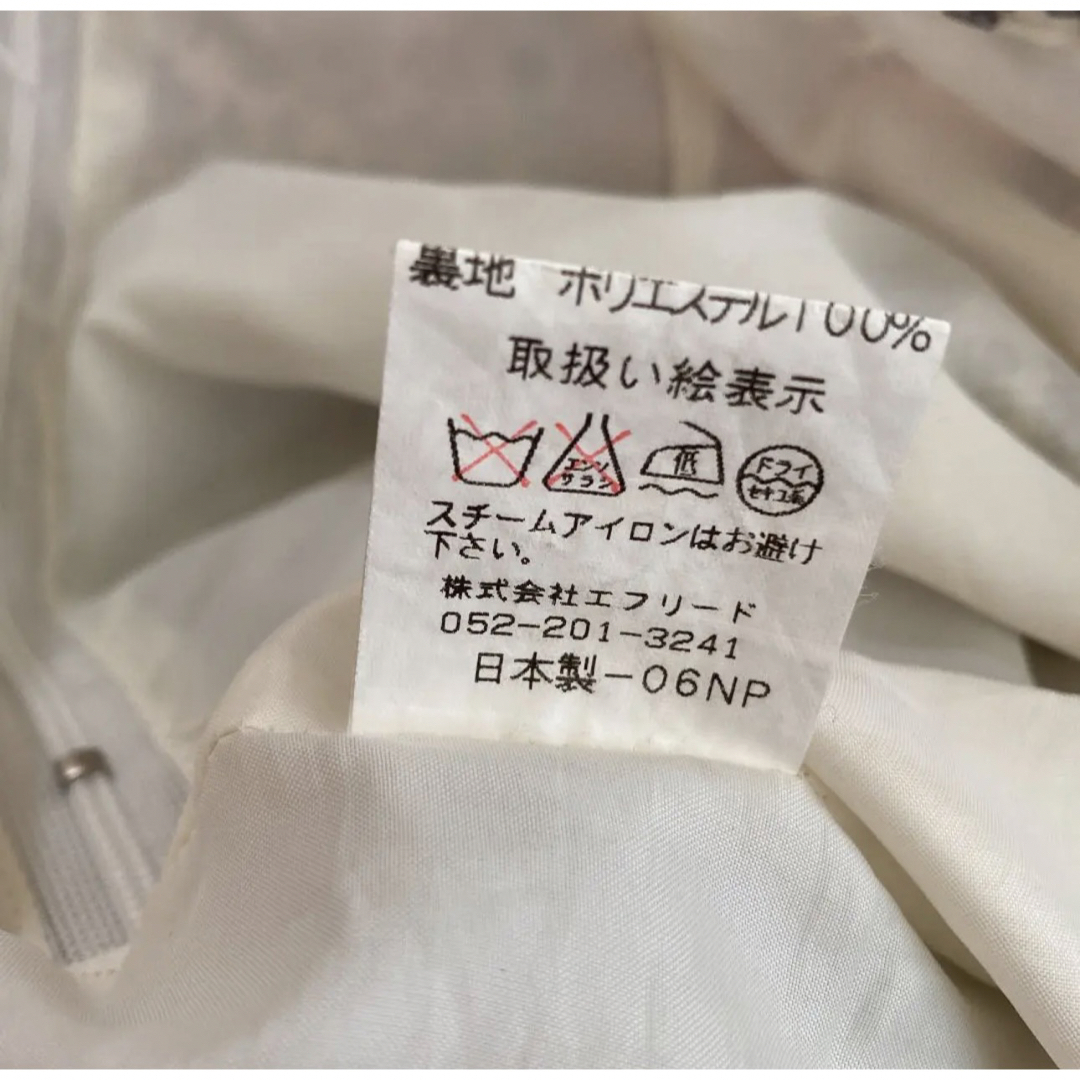 裏地 ポリエステル100%
取扱い絵表示
エンソ
サラシ
低
ドライ
セキユ系
スチームアイロンはお避け
下さい。
株式会社エフリード
052-201-3241
日本製-06NP